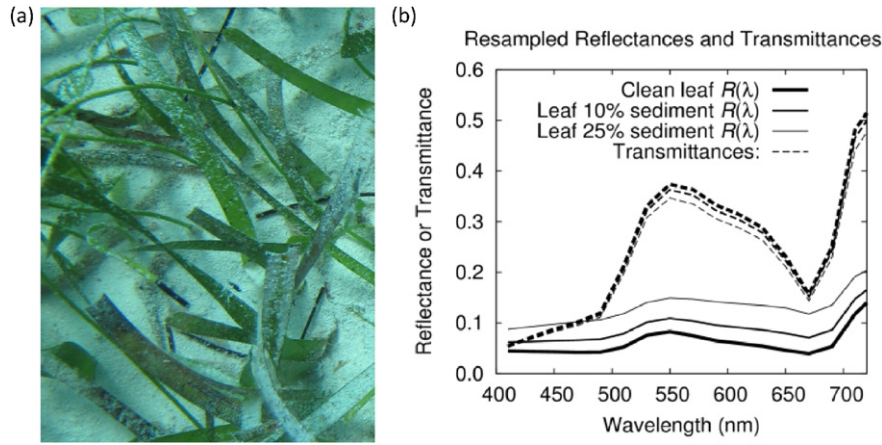 (a)
(b)
Resampled Reflectances and Transmittances
Reflectance or Transmittance
0.6
0.5
0.4
0.3
0.2
0.1
0.0
Clean leaf R(λ)
Leaf 10% sediment R(λ)
Leaf 25% sediment R(λ)
Transmittances:
400 450 500 550 600 650 700
Wavelength (nm)